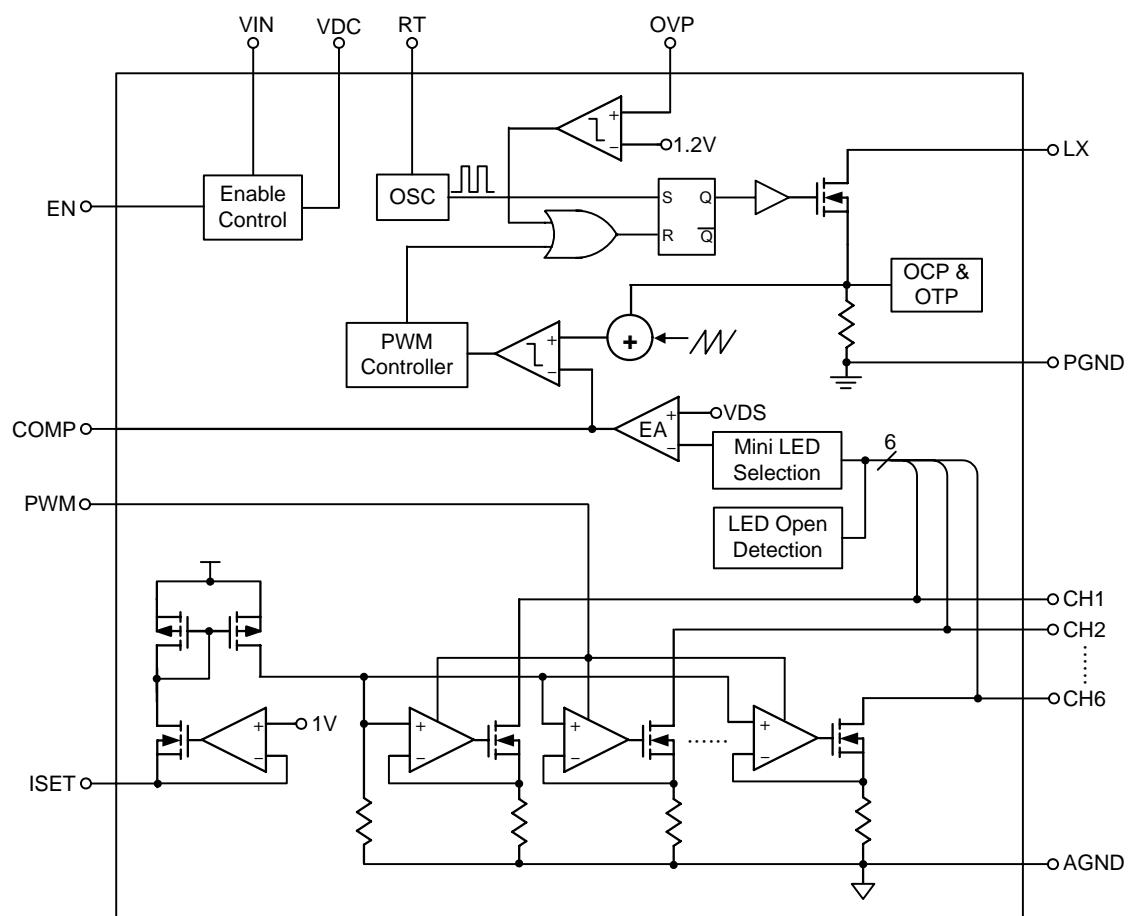 VIN
VDC
RT
OVP
+
−
1.2V
LX
EN
Enable
Control
OSC
S
Q
R
Q
OCP &
OTP
PWM
Controller
+
−
+
PGND
COMP
EA
+
−
VDS
Mini LED
Selection
6
PWM
LED Open
Detection
CH1
CH2
CH6
+
−
1V
+
−
+
−
......
+
−
ISET
AGND